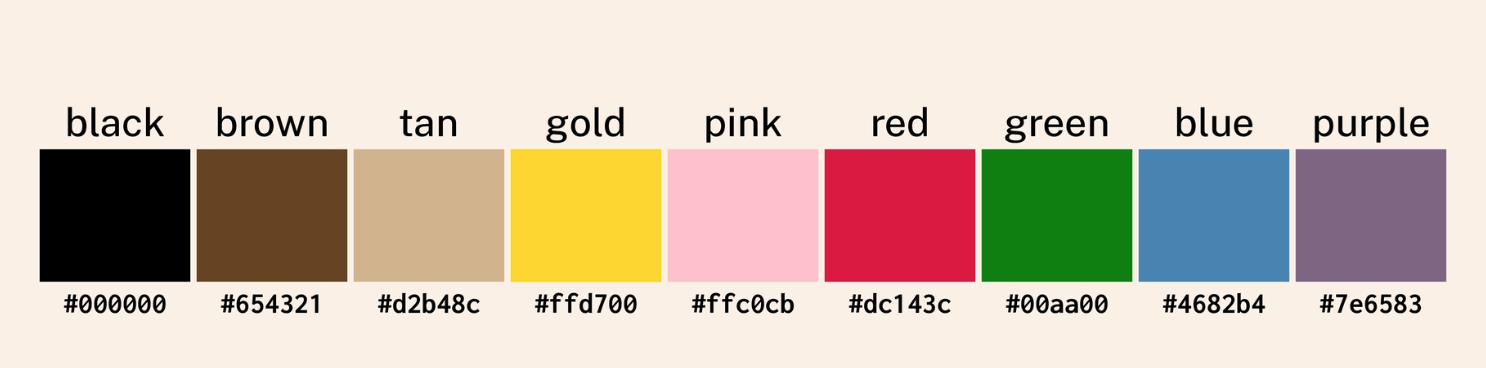 black brown tan gold pink red green blue purple
#000000 #654321 #d2b48c #ffd700 #ffc0cb #dc143c #00aa00 #4682b4 #7e6583